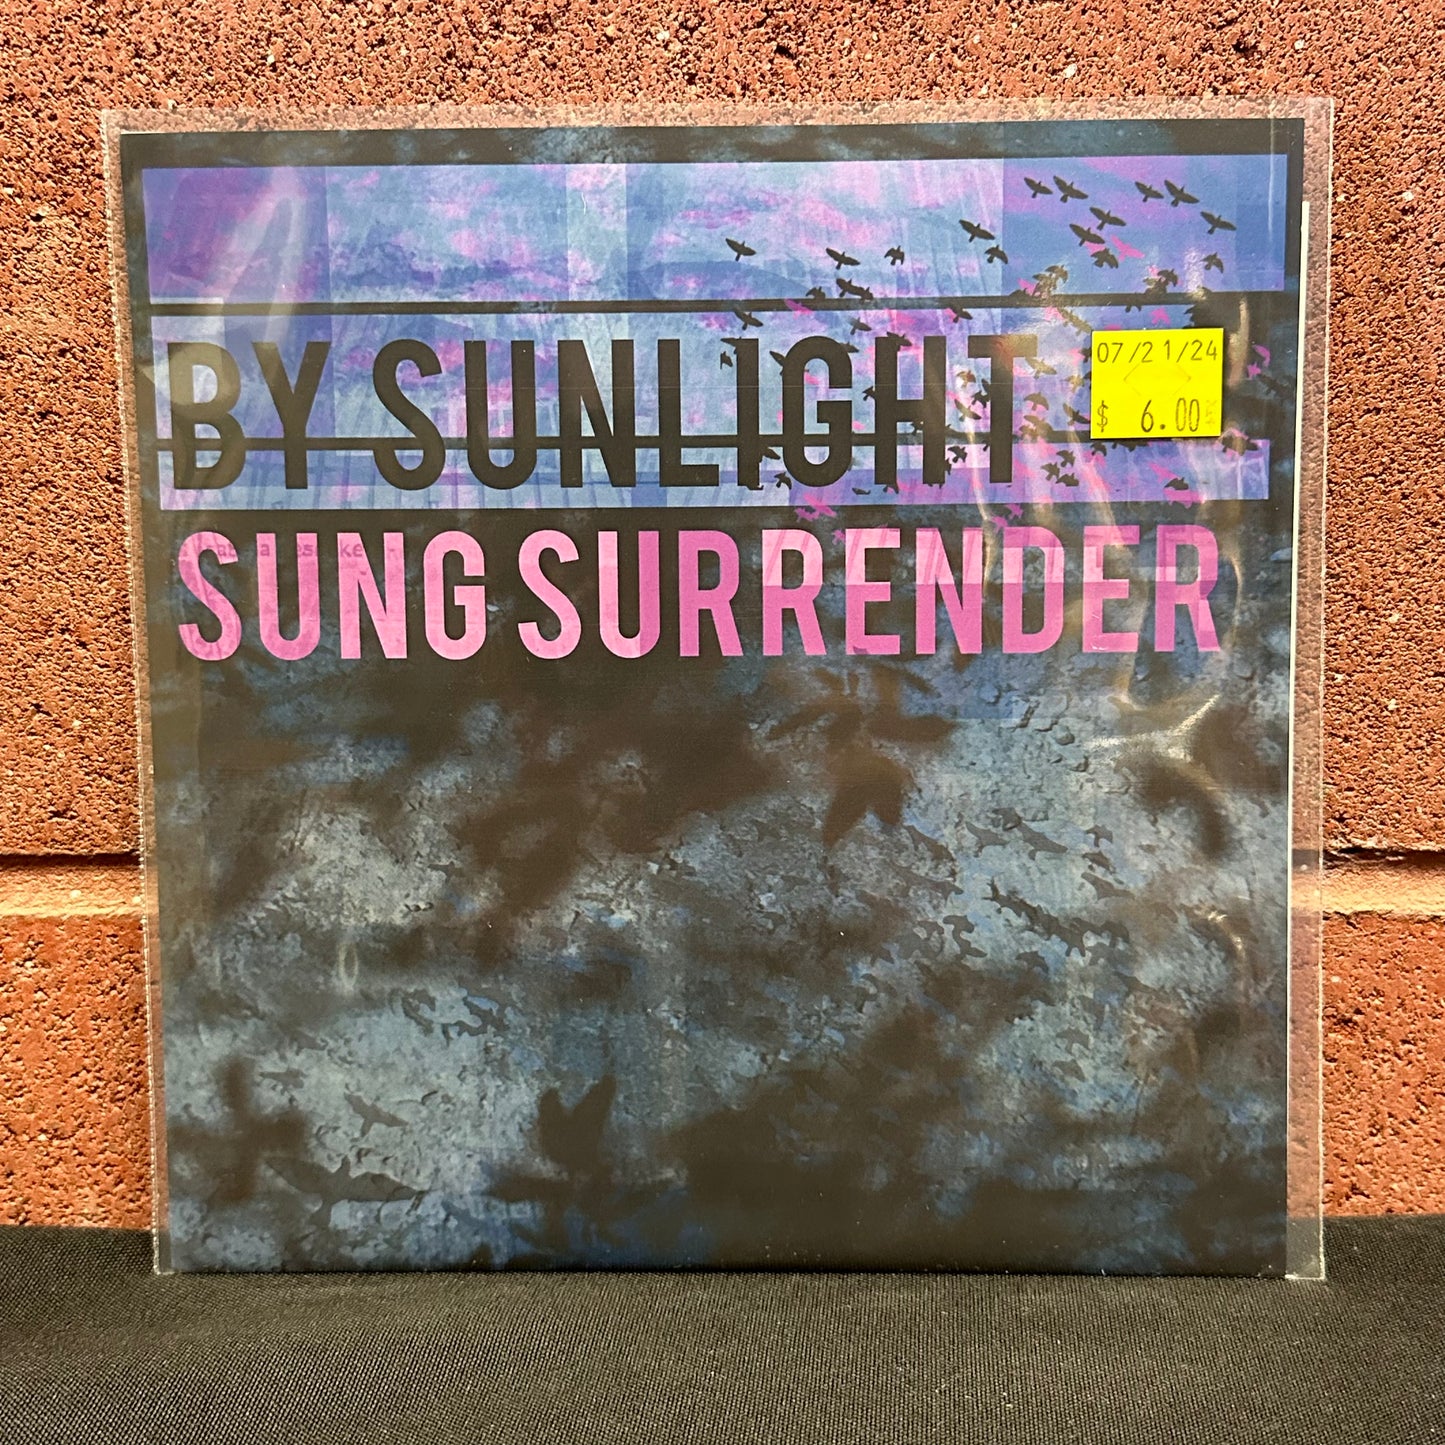 BY SUNLIGHT
SUNG SURRENDER
07/21/24
$ 6.00